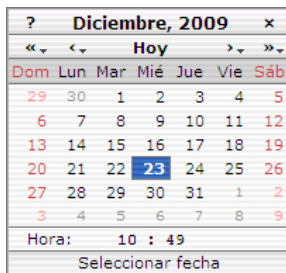 ? Diciembre, 2009 ×
« ‹ Hoy › »
Dom Lun Mar Mié Jue Vie Sáb
29 30 1 2 3 4 5
6 7 8 9 10 11 12
13 14 15 16 17 18 19
20 21 22 23 24 25 26
27 28 29 30 31 1 2
3 4 5 6 7 8 9
Hora: 10 : 49
Seleccionar fecha